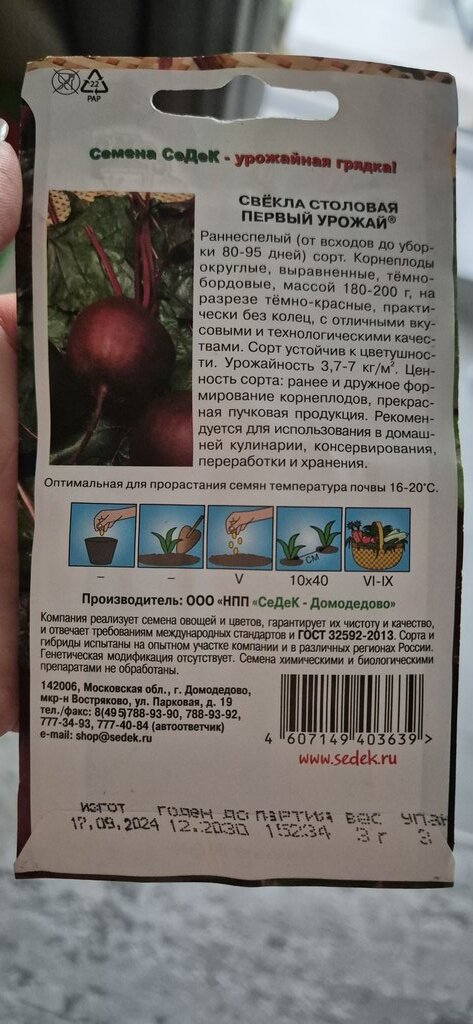 22
PAP
Семена СеДеК - урожайная грядка!
СВЁКЛА СТОЛОВАЯ
ПЕРВЫЙ УРОЖАЙ®
Раннеспелый (от всходов до убор-
ки 80-95 дней) сорт. Корнеплоды
округлые, выравненные, тёмно-
бордовые, массой 180-200 г, на
разрезе тёмно-красные, практи-
чески без колец, с отличными вку-
совыми и технологическими качес-
твами. Сорт устойчив к цветушнос-
ти. Урожайность 3,7-7 кг/м². Цен-
ность сорта: ранее и дружное фор-
мирование корнеплодов, прекрас-
ная пучковая продукция. Рекомен-
дуется для использования в домаш-
ней кулинарии, консервирования,
переработки и хранения.
Оптимальная для прорастания семян температура почвы 16-20°С.
СМ
– – V 10х40 VI-IX
Производитель: ООО «НПП «СеДеК - Домодедово»
Компания реализует семена овощей и цветов, гарантирует их чистоту и качество,
и отвечает требованиям международных стандартов и ГОСТ 32592-2013. Сорта и
гибриды испытаны на опытном участке компании и в различных регионах России.
Генетическая модификация отсутствует. Семена химическими и биологическими
препаратами не обработаны.
142006, Московская обл., г. Домодедово,
мкр-н Востряково, ул. Парковая, д. 19
тел./факс: 8(495)788-93-90, 788-93-92,
777-34-93, 777-40-84 (автоответчик)
e-mail: shop@sedek.ru
4 607149 403639 >
www.sedek.ru
ИЗГОТ ГОДЕН ДО ПАРТИЯ ВЕС УПАК
17.09.2024 12.2030 152234 3 г 3